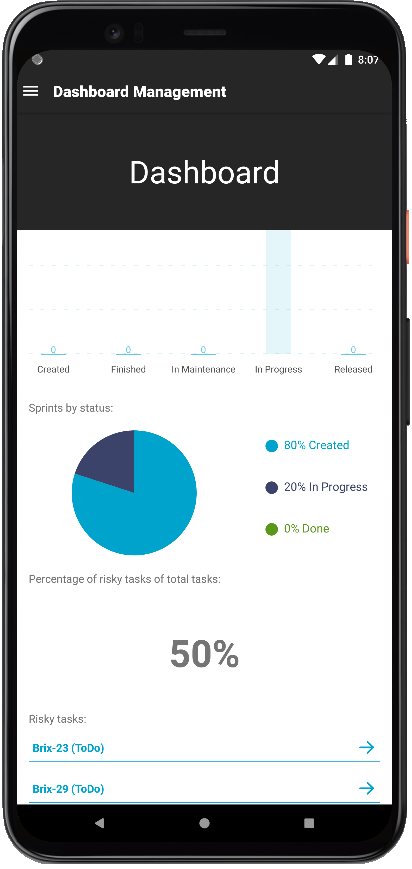 8:07
Dashboard Management
Dashboard
0 0 0 0
Created Finished In Maintenance In Progress Released
Sprints by status:
80% Created
20% In Progress
0% Done
Percentage of risky tasks of total tasks:
50%
Risky tasks:
Brix-23 (ToDo)
Brix-29 (ToDo)